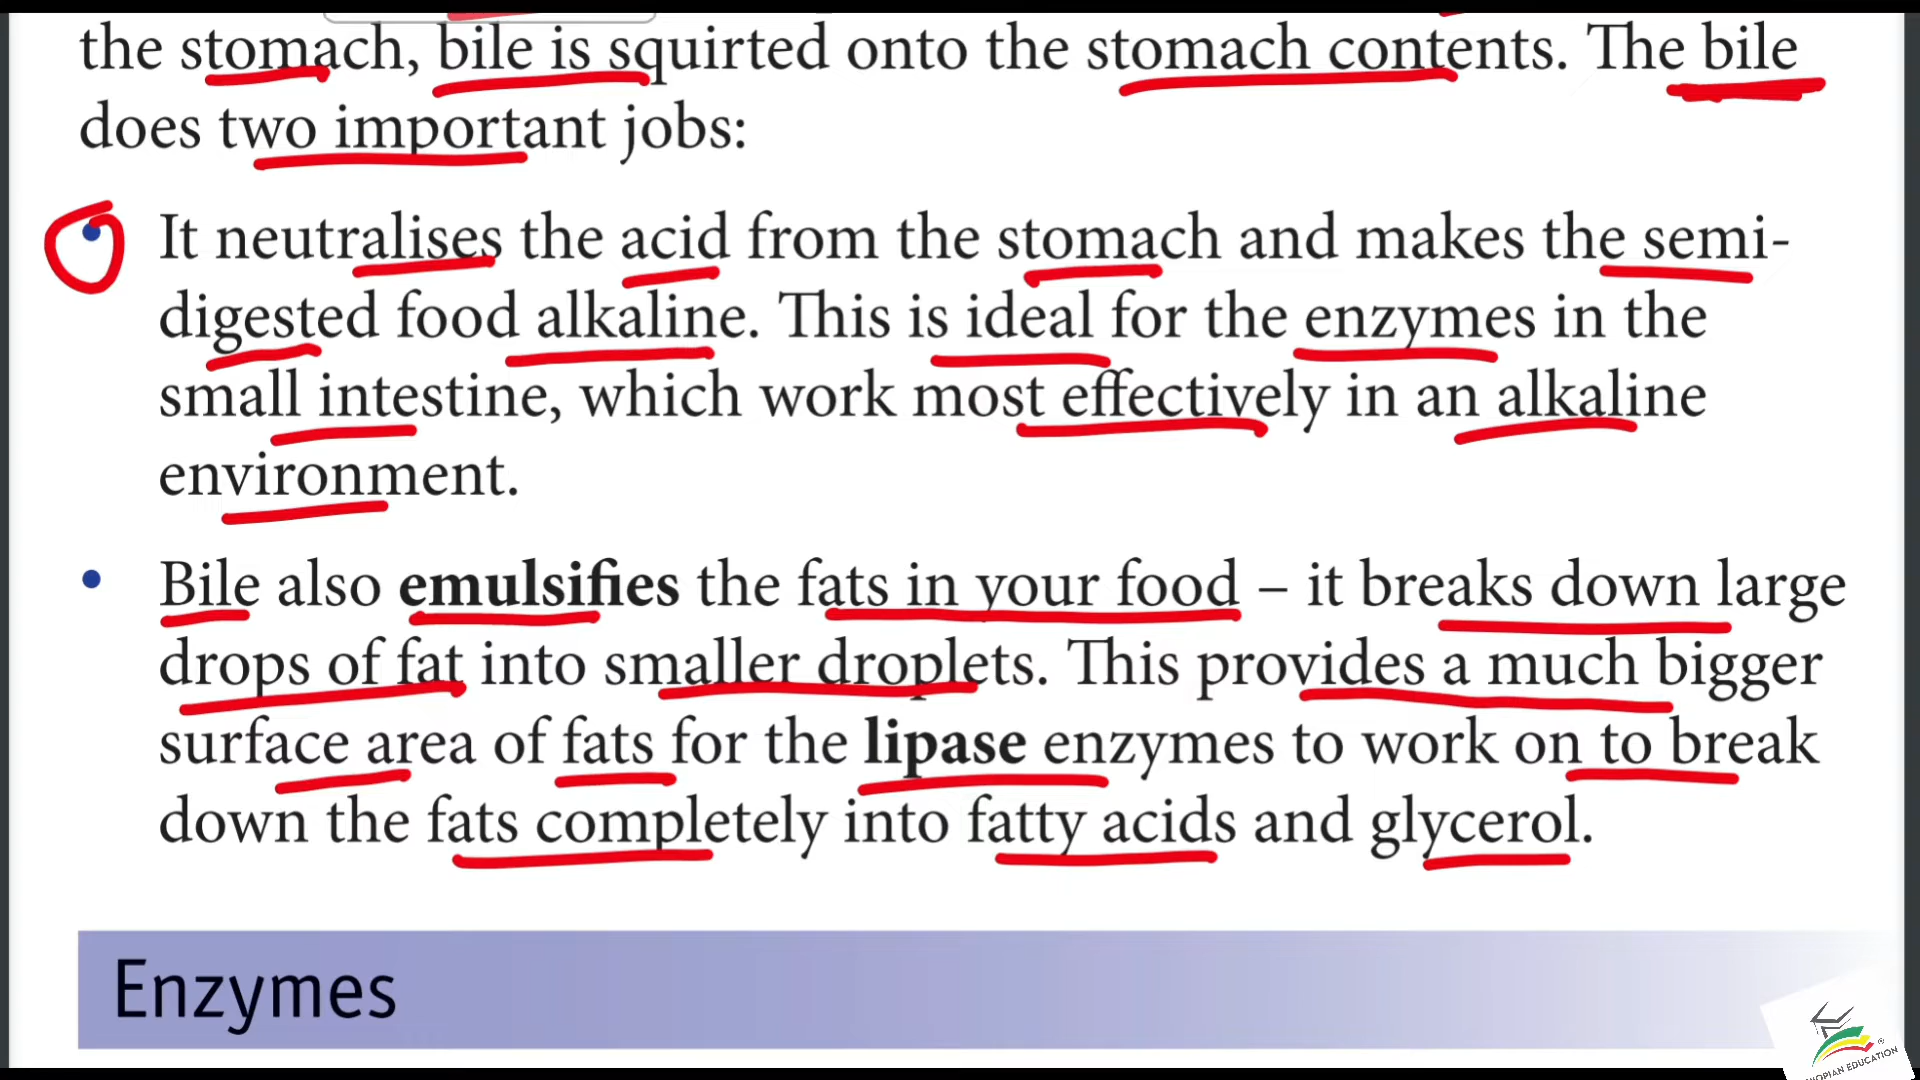 the stomach, bile is squirted onto the stomach contents. The bile
does two important jobs:
• It neutralises the acid from the stomach and makes the semi-
digested food alkaline. This is ideal for the enzymes in the
small intestine, which work most effectively in an alkaline
environment.
• Bile also emulsifies the fats in your food – it breaks down large
drops of fat into smaller droplets. This provides a much bigger
surface area of fats for the lipase enzymes to work on to break
down the fats completely into fatty acids and glycerol.
Enzymes
EDUCATION